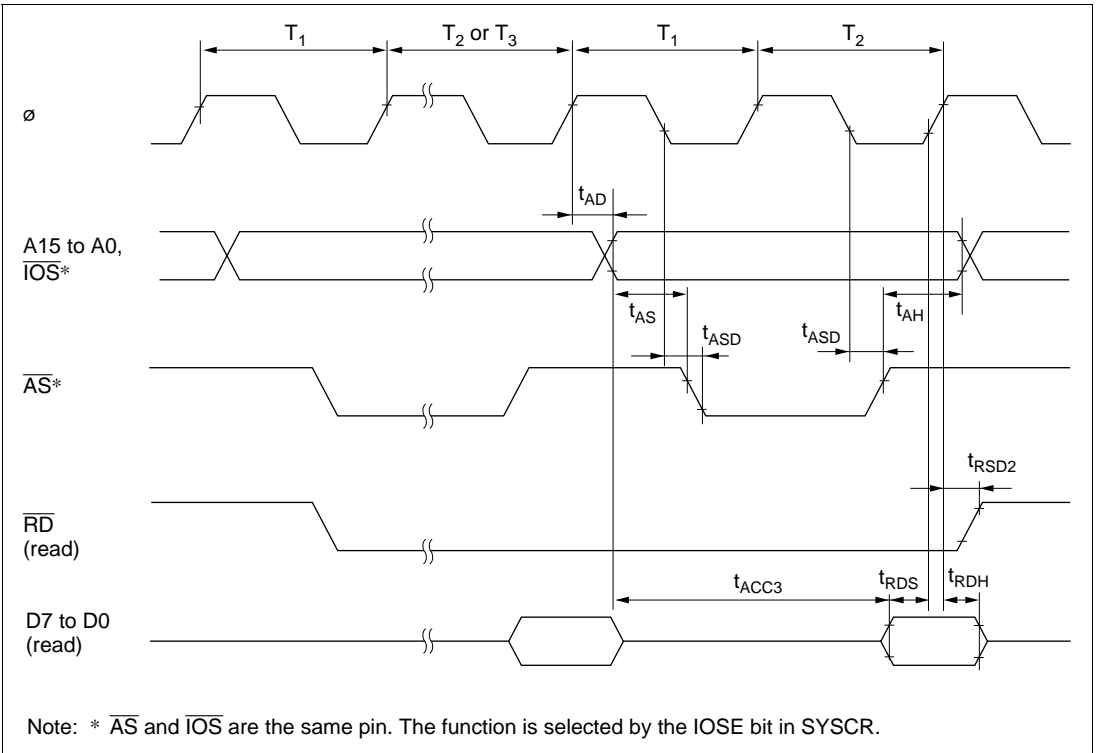 T1 T2 or T3 T1 T2
ø
tAD
A15 to A0,
IOS*
tAS tASD tASD tAH
AS*
tRSD2
RD
(read)
tACC3 tRDS tRDH
D7 to D0
(read)
Note: * AS and IOS are the same pin. The function is selected by the IOSE bit in SYSCR.